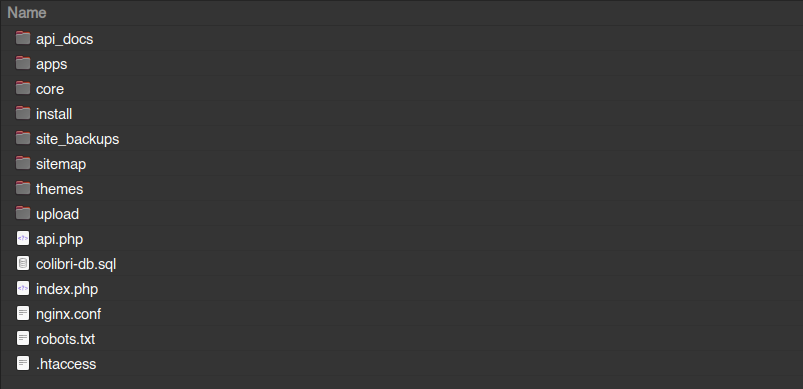 Name
api_docs
apps
core
install
site_backups
sitemap
themes
upload
api.php
colibri-db.sql
index.php
nginx.conf
robots.txt
.htaccess